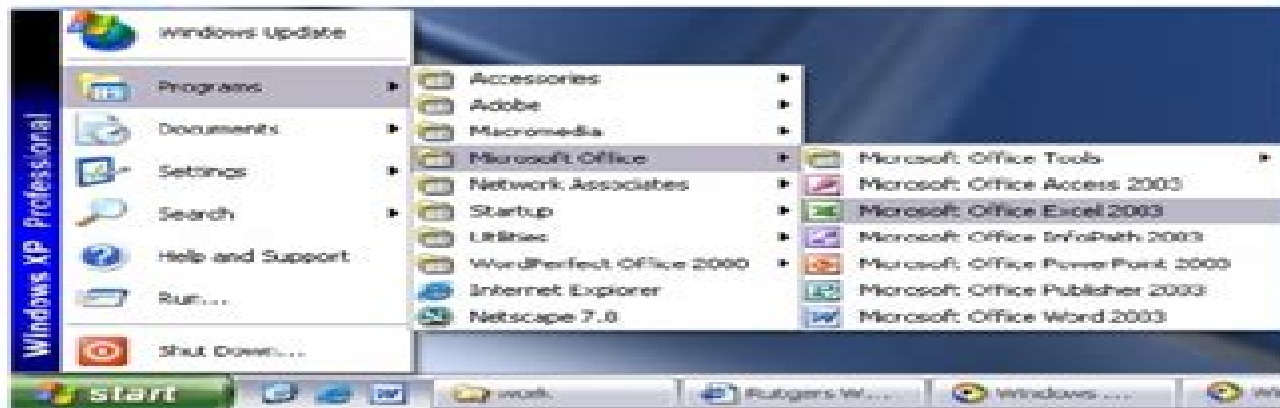 Windows XP Professional
Windows Update
Programs
Documents
Settings
Search
Help and Support
Run...
Shut Down...
Accessories
Adobe
Macromedia
Microsoft Office
Network Associates
Startup
Utilities
WordPerfect Office 2000
Internet Explorer
Netscape 7.0
Microsoft Office Tools
Microsoft Office Access 2003
Microsoft Office Excel 2003
Microsoft Office InfoPath 2003
Microsoft Office PowerPoint 2003
Microsoft Office Publisher 2003
Microsoft Office Word 2003
start
work
Rutgers W...
Windows ...